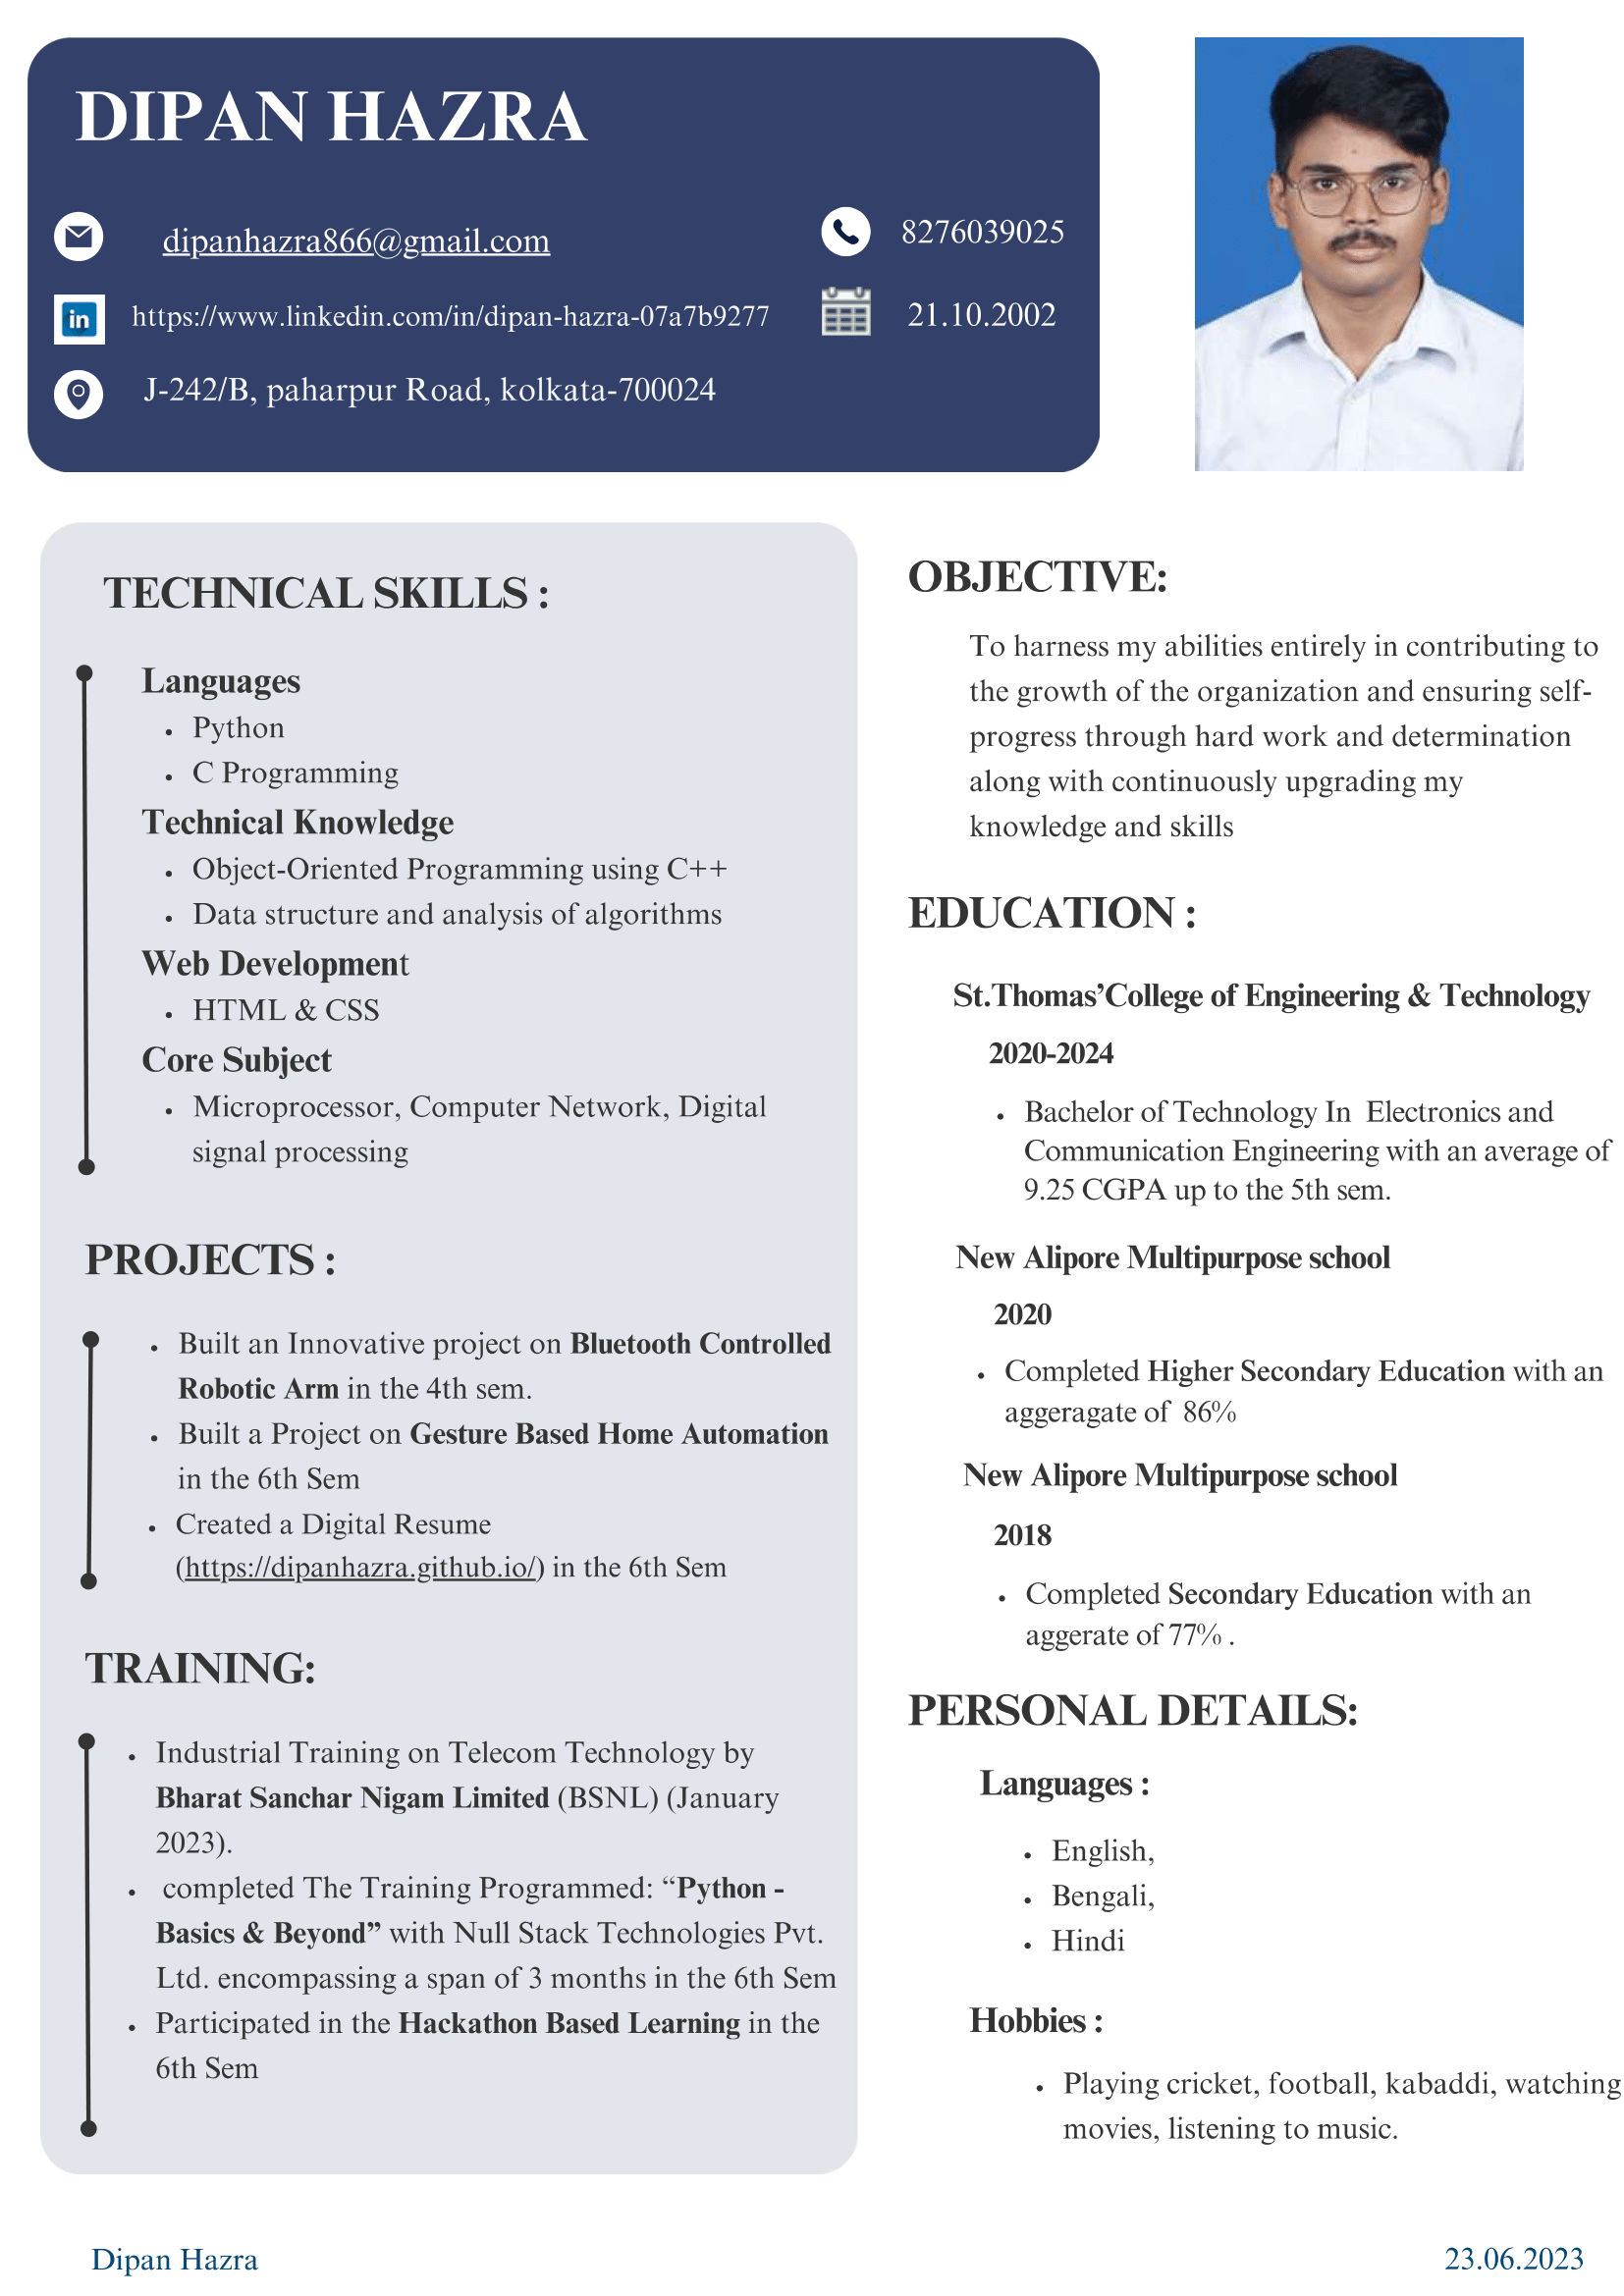 DIPAN HAZRA
dipanhazra866@gmail.com
8276039025
in
https://www.linkedin.com/in/dipan-hazra-07a7b9277
21.10.2002
J-242/B, paharpur Road, kolkata-700024
TECHNICAL SKILLS :
Languages
• Python
• C Programming
Technical Knowledge
• Object-Oriented Programming using C++
• Data structure and analysis of algorithms
Web Development
• HTML & CSS
Core Subject
• Microprocessor, Computer Network, Digital
signal processing
PROJECTS :
• Built an Innovative project on Bluetooth Controlled
Robotic Arm in the 4th sem.
• Built a Project on Gesture Based Home Automation
in the 6th Sem
• Created a Digital Resume
(https://dipanhazra.github.io/) in the 6th Sem
TRAINING:
• Industrial Training on Telecom Technology by
Bharat Sanchar Nigam Limited (BSNL) (January
2023).
• completed The Training Programmed: “Python -
Basics & Beyond” with Null Stack Technologies Pvt.
Ltd. encompassing a span of 3 months in the 6th Sem
• Participated in the Hackathon Based Learning in the
6th Sem
OBJECTIVE:
To harness my abilities entirely in contributing to
the growth of the organization and ensuring self-
progress through hard work and determination
along with continuously upgrading my
knowledge and skills
EDUCATION :
St.Thomas’College of Engineering & Technology
2020-2024
• Bachelor of Technology In Electronics and
Communication Engineering with an average of
9.25 CGPA up to the 5th sem.
New Alipore Multipurpose school
2020
• Completed Higher Secondary Education with an
aggeragate of 86%
New Alipore Multipurpose school
2018
• Completed Secondary Education with an
aggerate of 77% .
PERSONAL DETAILS:
Languages :
• English,
• Bengali,
• Hindi
Hobbies :
• Playing cricket, football, kabaddi, watching
movies, listening to music.
Dipan Hazra
23.06.2023